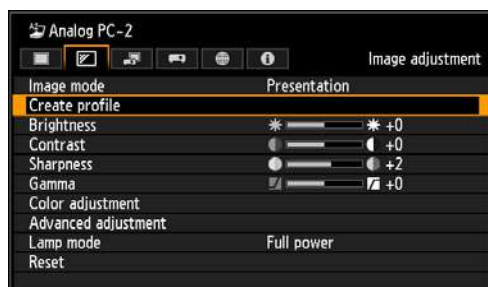 Analog PC-2
Image adjustment
Image mode Presentation
Create profile
Brightness +0
Contrast +0
Sharpness +2
Gamma +0
Color adjustment
Advanced adjustment
Lamp mode Full power
Reset